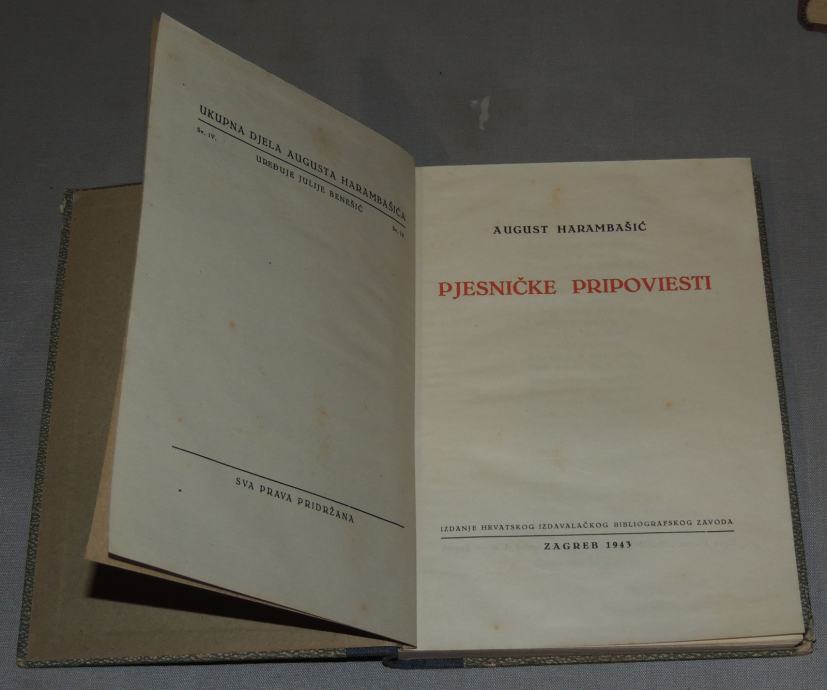 UKUPNA DJELA AUGUSTA HARAMBAŠIĆA
Sv. IV.
UREĐUJE JULIJE BENEŠIĆ
Sv. IV.
SVA PRAVA PRIDRŽANA
AUGUST HARAMBAŠIĆ
PJESNIČKE PRIPOVIESTI
IZDANJE HRVATSKOG IZDAVALAČKOG BIBLIOGRAFSKOG ZAVODA
ZAGREB 1943